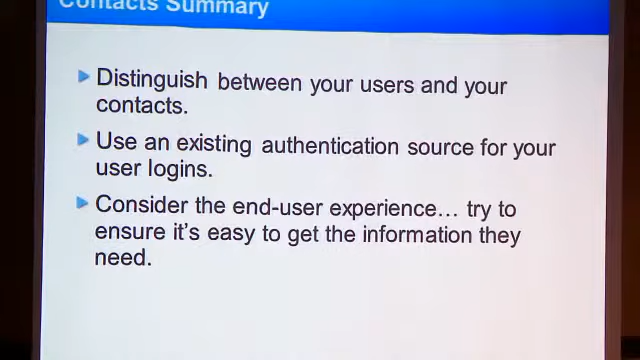 Contacts Summary
Distinguish between your users and your
contacts.
Use an existing authentication source for your
user logins.
Consider the end-user experience… try to
ensure it's easy to get the information they
need.